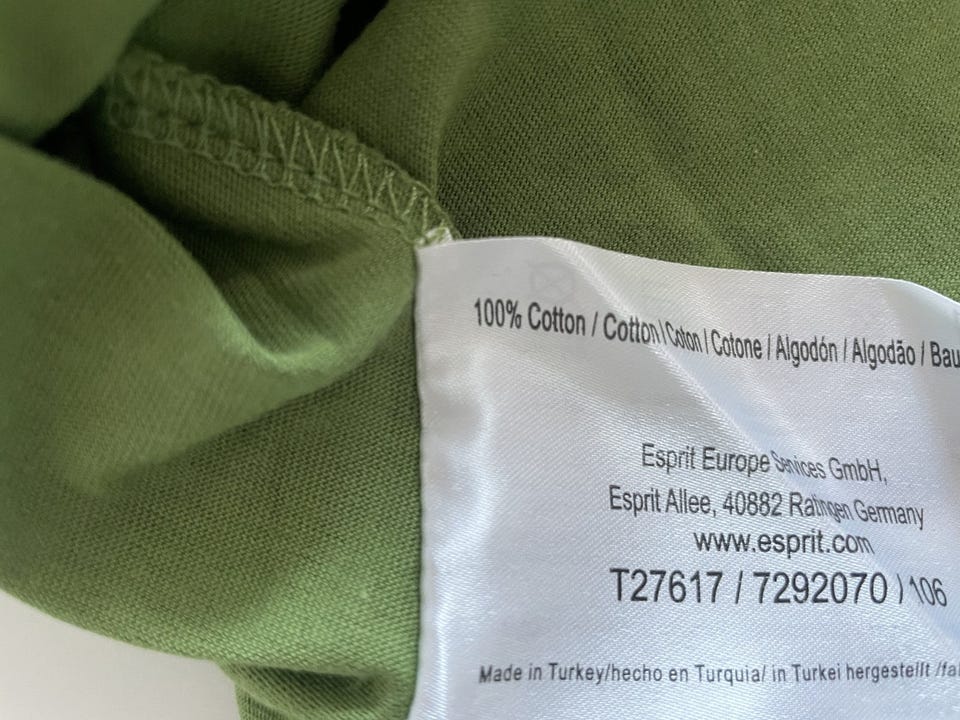 100% Cotton / Cotton / Coton / Cotone / Algodón / Algodão / Bau
Esprit Europe Services GmbH,
Esprit Allee, 40882 Ratingen Germany
www.esprit.com
T27617 / 7292070 / 106
Made in Turkey/hecho en Turquia/ in Turkei hergestellt /fal